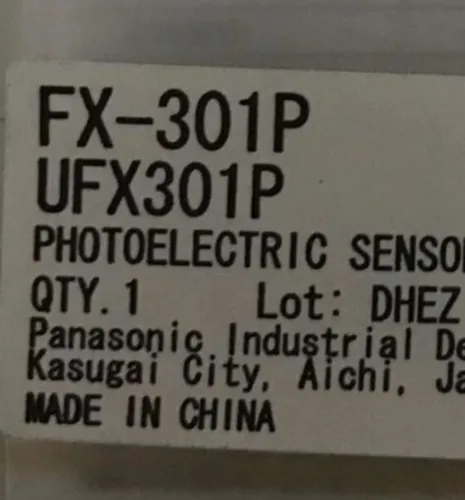 FX-301P
UFX301P
PHOTOELECTRIC SENSO
QTY.1 Lot: DHEZ
Panasonic Industrial De
Kasugai City, Aichi, Ja
MADE IN CHINA